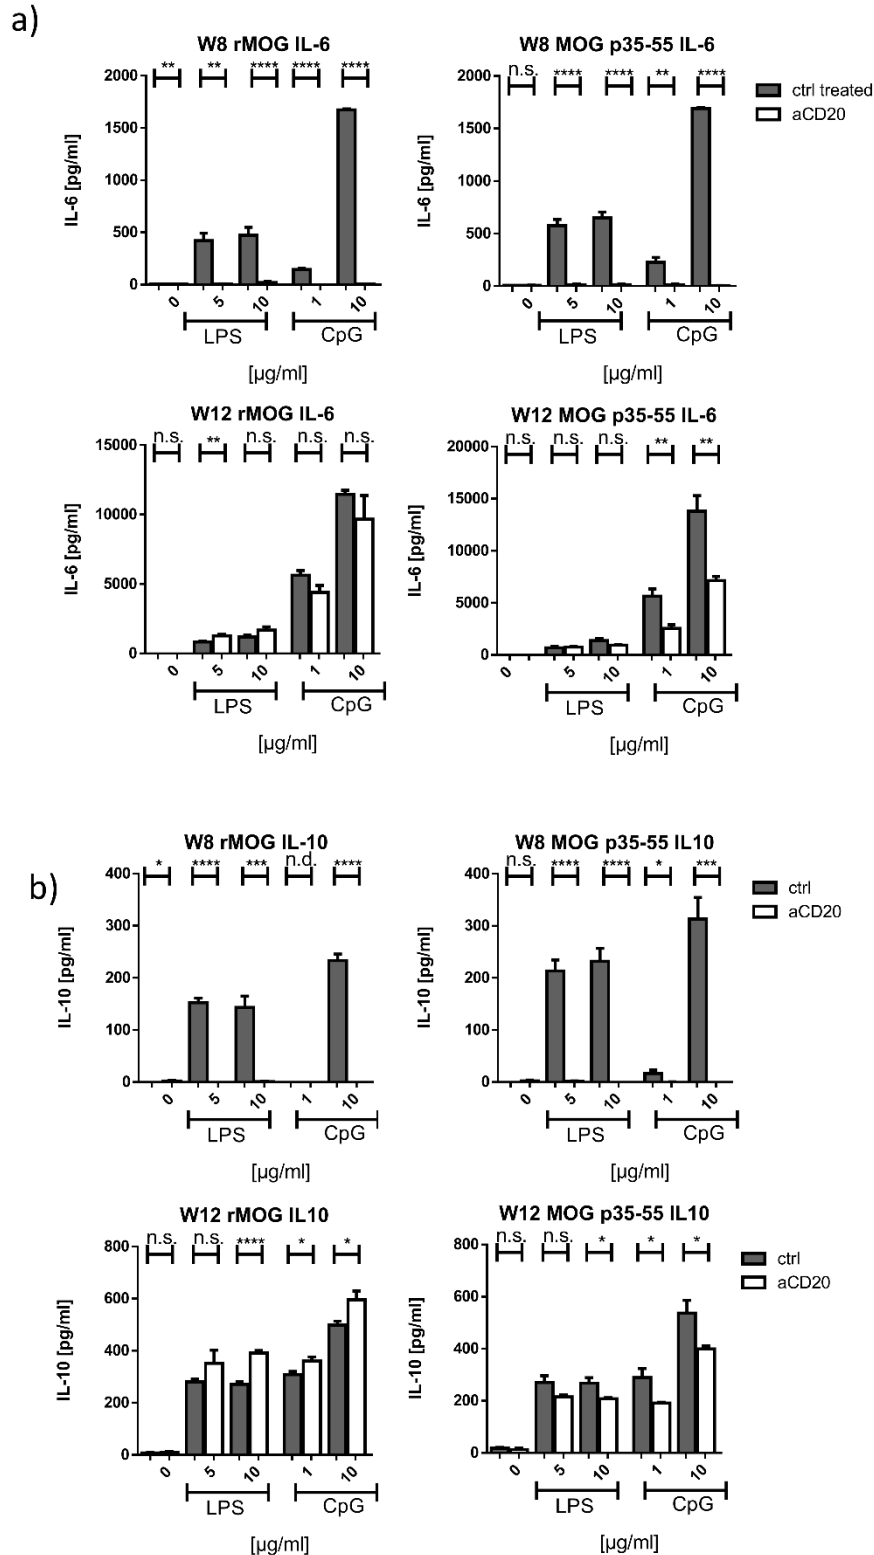 a)
W8 rMOG IL-6
W8 MOG p35-55 IL-6
** ** **** **** ****
n.s. **** **** ** ****
ctrl treated
aCD20
2000
1500
1000
500
0
IL-6 [pg/ml]
0 5 10 1 10
LPS CpG
[µg/ml]
2000
1500
1000
500
0
IL-6 [pg/ml]
0 5 10 1 10
LPS CpG
[µg/ml]
W12 rMOG IL-6
W12 MOG p35-55 IL-6
n.s. ** n.s. n.s. n.s.
n.s. n.s. n.s. ** **
15000
10000
5000
0
IL-6 [pg/ml]
0 5 10 1 10
LPS CpG
[µg/ml]
20000
15000
10000
5000
0
IL-6 [pg/ml]
0 5 10 1 10
LPS CpG
[µg/ml]
b)
W8 rMOG IL-10
W8 MOG p35-55 IL10
* **** *** n.d. ****
n.s. **** **** * ***
ctrl
aCD20
400
300
200
100
0
IL-10 [pg/ml]
0 5 10 1 10
LPS CpG
[µg/ml]
400
300
200
100
0
IL-10 [pg/ml]
0 5 10 1 10
LPS CpG
[µg/ml]
W12 rMOG IL10
W12 MOG p35-55 IL10
n.s. n.s. **** * *
n.s. n.s. * * *
ctrl
aCD20
800
600
400
200
0
IL-10 [pg/ml]
0 5 10 1 10
LPS CpG
[µg/ml]
800
600
400
200
0
IL-10 [pg/ml]
0 5 10 1 10
LPS CpG
[µg/ml]